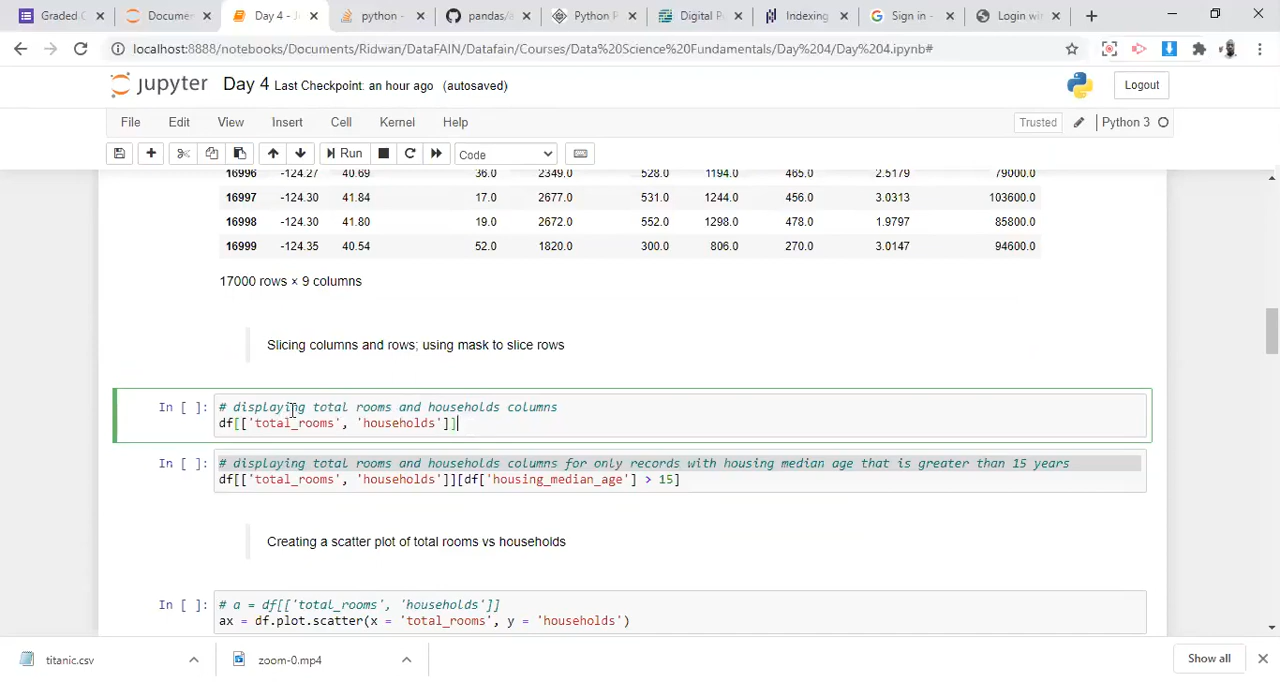 Graded C
Documen
Day 4 - J
python -
pandas/a
Python P
Digital P
Indexing
Sign in -
Login wi
localhost:8888/notebooks/Documents/Ridwan/DataFAIN/Datafain/Courses/Data%20Science%20Fundamentals/Day%204/Day%204.ipynb#
jupyter Day 4 Last Checkpoint: an hour ago (autosaved)
Logout
File Edit View Insert Cell Kernel Help
Trusted Python 3
Run Code
16996 -124.27 40.69 36.0 2349.0 528.0 1194.0 465.0 2.5179 79000.0
16997 -124.30 41.84 17.0 2677.0 531.0 1244.0 456.0 3.0313 103600.0
16998 -124.30 41.80 19.0 2672.0 552.0 1298.0 478.0 1.9797 85800.0
16999 -124.35 40.54 52.0 1820.0 300.0 806.0 270.0 3.0147 94600.0
17000 rows × 9 columns
Slicing columns and rows; using mask to slice rows
In [ ]: # displaying total rooms and households columns
df[['total_rooms', 'households']]
In [ ]: # displaying total rooms and households columns for only records with housing median age that is greater than 15 years
df[['total_rooms', 'households']][df['housing_median_age'] > 15]
Creating a scatter plot of total rooms vs households
In [ ]: # a = df[['total_rooms', 'households']]
ax = df.plot.scatter(x = 'total_rooms', y = 'households')
titanic.csv
zoom-0.mp4
Show all